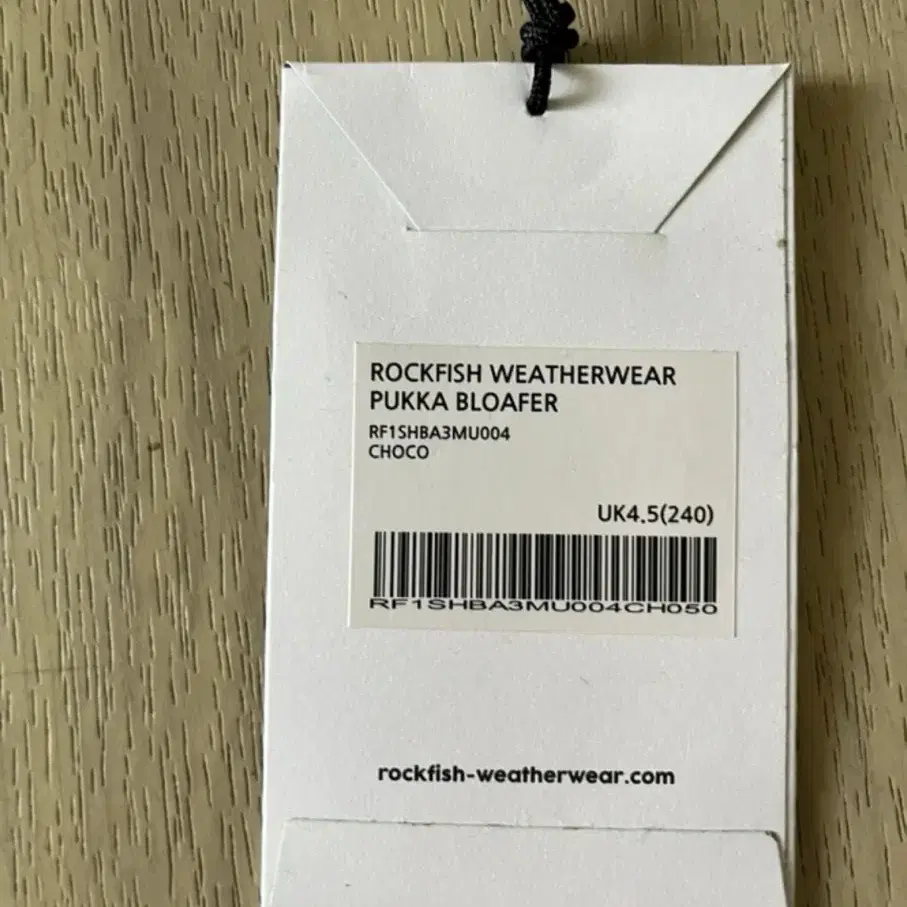 ROCKFISH WEATHERWEAR
PUKKA BLOAFER
RF1SHBA3MU004
CHOCO
UK4.5(240)
RF1SHBA3MU004CH050
rockfish-weatherwear.com